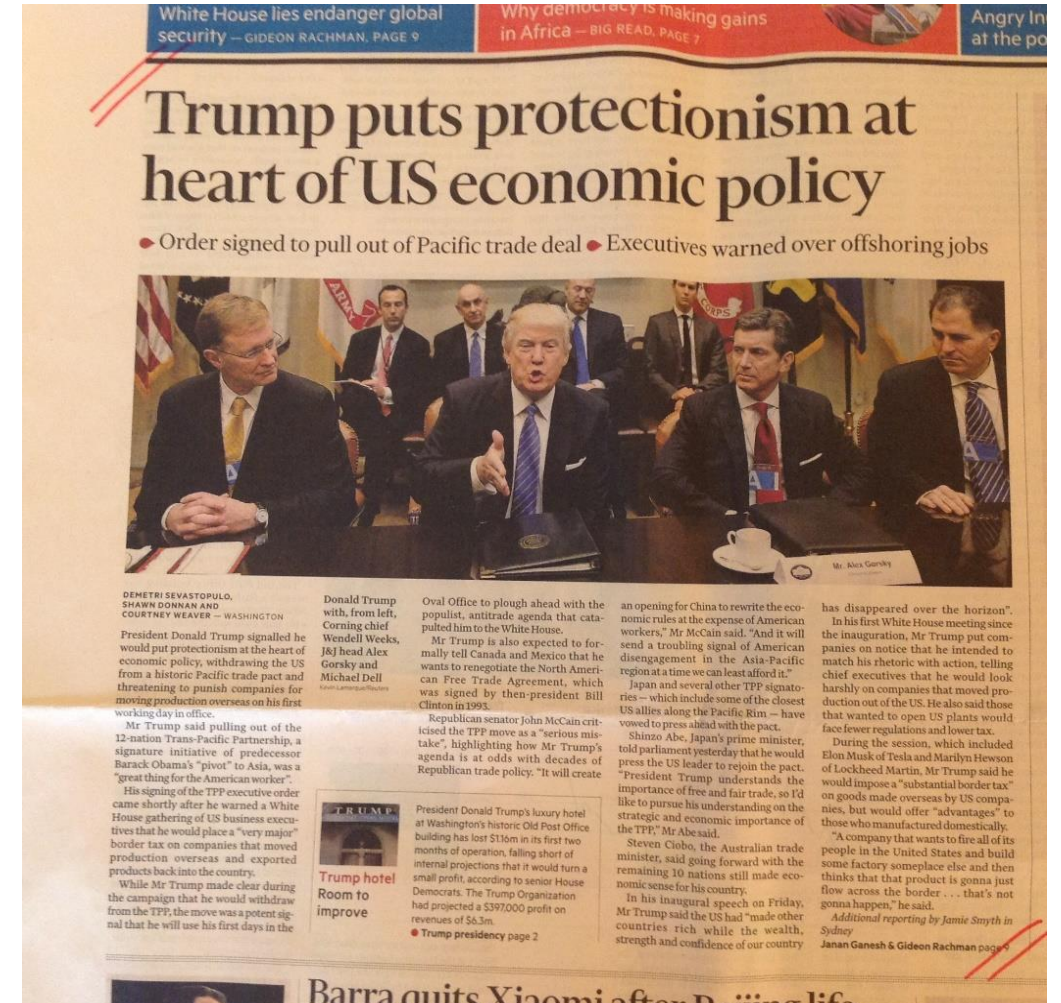 White House lies endanger global
security — GIDEON RACHMAN, PAGE 9
Why democracy is making gains
in Africa — BIG READ, PAGE 7
Angry
at the
Trump puts protectionism at
heart of US economic policy
Order signed to pull out of Pacific trade deal • Executives warned over offshoring jobs
ARMY
CORPS
Mr. Alex Gorsky
DEMETRI SEVASTOPULO,
SHAWN DONNAN AND
COURTNEY WEAVER — WASHINGTON
President Donald Trump signalled he
would put protectionism at the heart of
economic policy, withdrawing the US
from a historic Pacific trade pact and
threatening to punish companies for
moving production overseas on his first
working day in office.
Mr Trump said pulling out of the
12-nation Trans-Pacific Partnership, a
signature initiative of predecessor
Barack Obama's "pivot" to Asia, was a
"great thing for the American worker".
His signing of the TPP executive order
came shortly after he warned a White
House gathering of US business execu-
tives that he would place a "very major"
border tax on companies that moved
production overseas and exported
products back into the country.
While Mr Trump made clear during
the campaign that he would withdraw
from the TPP, the move was a potent sig-
nal that he will use his first days in the
Donald Trump
with, from left,
Corning chief
Wendell Weeks,
J&J head Alex
Gorsky and
Michael Dell
Kevin Lamarque/Reuters
Oval Office to plough ahead with the
populist, antitrade agenda that cata-
pulted him to the White House.
Mr Trump is also expected to for-
mally tell Canada and Mexico that he
wants to renegotiate the North Ameri-
can Free Trade Agreement, which
was signed by then-president Bill
Clinton in 1993.
Republican senator John McCain crit-
icised the TPP move as a "serious mis-
take", highlighting how Mr Trump's
agenda is at odds with decades of
Republican trade policy. "It will create
TRUMP
Trump hotel
Room to
improve
President Donald Trump's luxury hotel
at Washington's historic Old Post Office
building has lost $1.16m in its first two
months of operation, falling short of
internal projections that it would turn a
small profit, according to senior House
Democrats. The Trump Organization
had projected a $397,000 profit on
revenues of $6.3m.
• Trump presidency page 2
an opening for China to rewrite the eco-
nomic rules at the expense of American
workers," Mr McCain said. "And it will
send a troubling signal of American
disengagement in the Asia-Pacific
region at a time we can least afford it."
Japan and several other TPP signato-
ries — which include some of the closest
US allies along the Pacific Rim — have
vowed to press ahead with the pact.
Shinzo Abe, Japan's prime minister,
told parliament yesterday that he would
press the US leader to rejoin the pact.
"President Trump understands the
importance of free and fair trade, so I'd
like to pursue his understanding on the
strategic and economic importance of
the TPP," Mr Abe said.
Steven Ciobo, the Australian trade
minister, said going forward with the
remaining 10 nations still made eco-
nomic sense for his country.
In his inaugural speech on Friday,
Mr Trump said the US had "made other
countries rich while the wealth,
strength and confidence of our country
has disappeared over the horizon".
In his first White House meeting since
the inauguration, Mr Trump put com-
panies on notice that he intended to
match his rhetoric with action, telling
chief executives that he would look
harshly on companies that moved pro-
duction out of the US. He also said those
that wanted to open US plants would
face fewer regulations and lower tax.
During the session, which included
Elon Musk of Tesla and Marilyn Hewson
of Lockheed Martin, Mr Trump said he
would impose a "substantial border tax"
on goods made overseas by US compa-
nies, but would offer "advantages" to
those who manufactured domestically.
"A company that wants to fire all of its
people in the United States and build
some factory someplace else and then
thinks that that product is gonna just
flow across the border . . . that's not
gonna happen," he said.
Additional reporting by Jamie Smyth in
Sydney
Janan Ganesh & Gideon Rachman page 9
Barra quits Xiaomi after